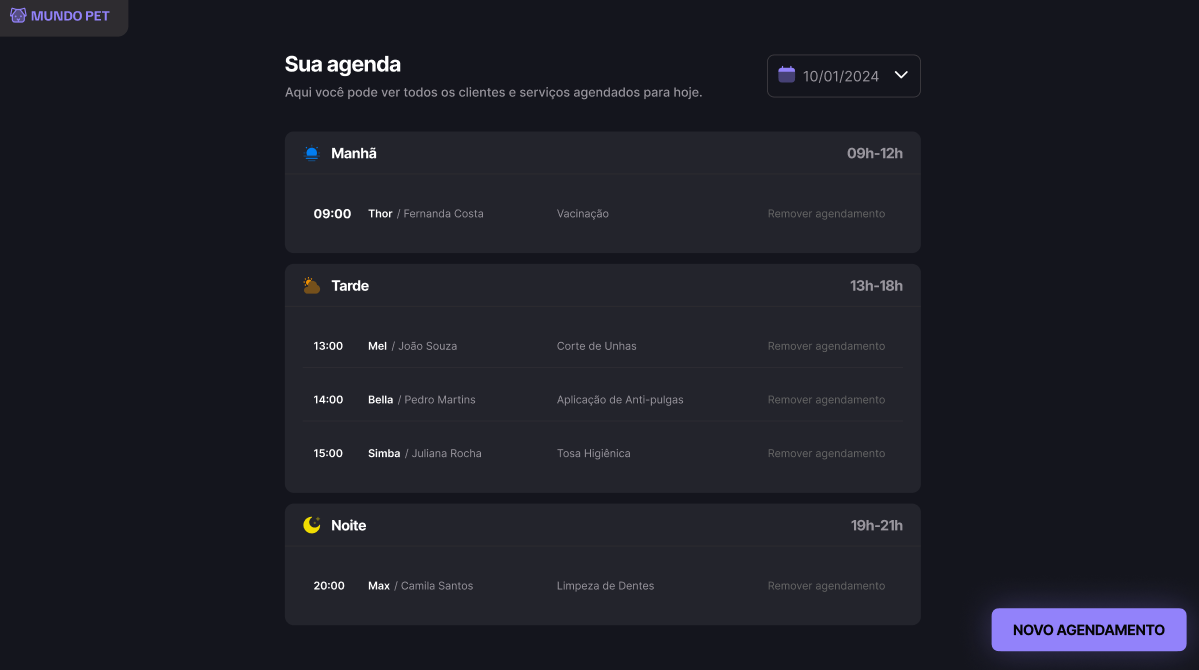 MUNDO PET
Sua agenda
Aqui você pode ver todos os clientes e serviços agendados para hoje.
10/01/2024
Manhã 09h-12h
09:00 Thor / Fernanda Costa Vacinação Remover agendamento
Tarde 13h-18h
13:00 Mel / João Souza Corte de Unhas Remover agendamento
14:00 Bella / Pedro Martins Aplicação de Anti-pulgas Remover agendamento
15:00 Simba / Juliana Rocha Tosa Higiênica Remover agendamento
Noite 19h-21h
20:00 Max / Camila Santos Limpeza de Dentes Remover agendamento
NOVO AGENDAMENTO